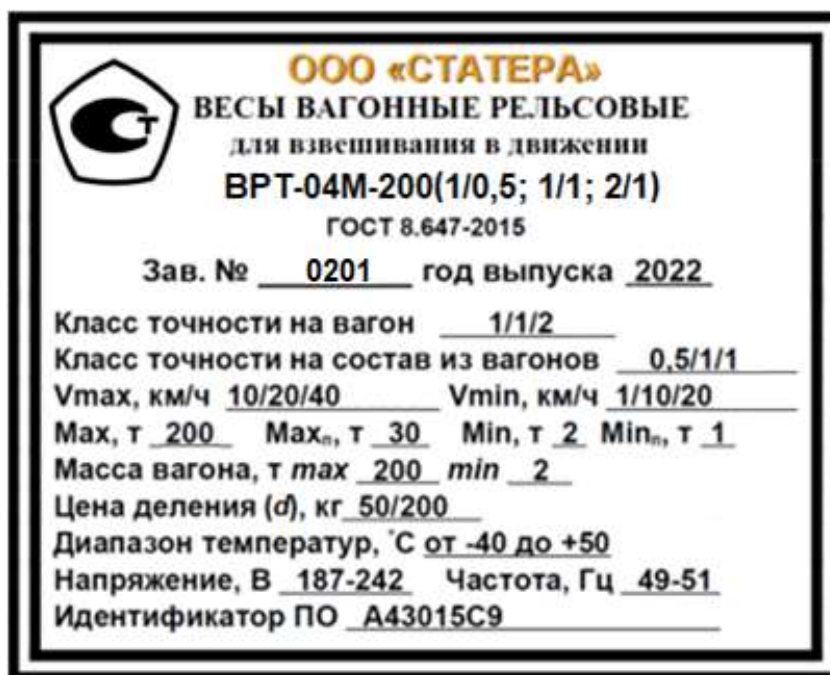 ООО «СТАТЕРА»
ВЕСЫ ВАГОННЫЕ РЕЛЬСОВЫЕ
для взвешивания в движении
ВРТ-04М-200(1/0,5; 1/1; 2/1)
ГОСТ 8.647-2015
Зав. № 0201 год выпуска 2022
Класс точности на вагон 1/1/2
Класс точности на состав из вагонов 0,5/1/1
Vmax, км/ч 10/20/40 Vmin, км/ч 1/10/20
Max, т 200 Maxп, т 30 Min, т 2 Minп, т 1
Масса вагона, т max 200 min 2
Цена деления (d), кг 50/200
Диапазон температур, ˚С от -40 до +50
Напряжение, В 187-242 Частота, Гц 49-51
Идентификатор ПО A43015C9